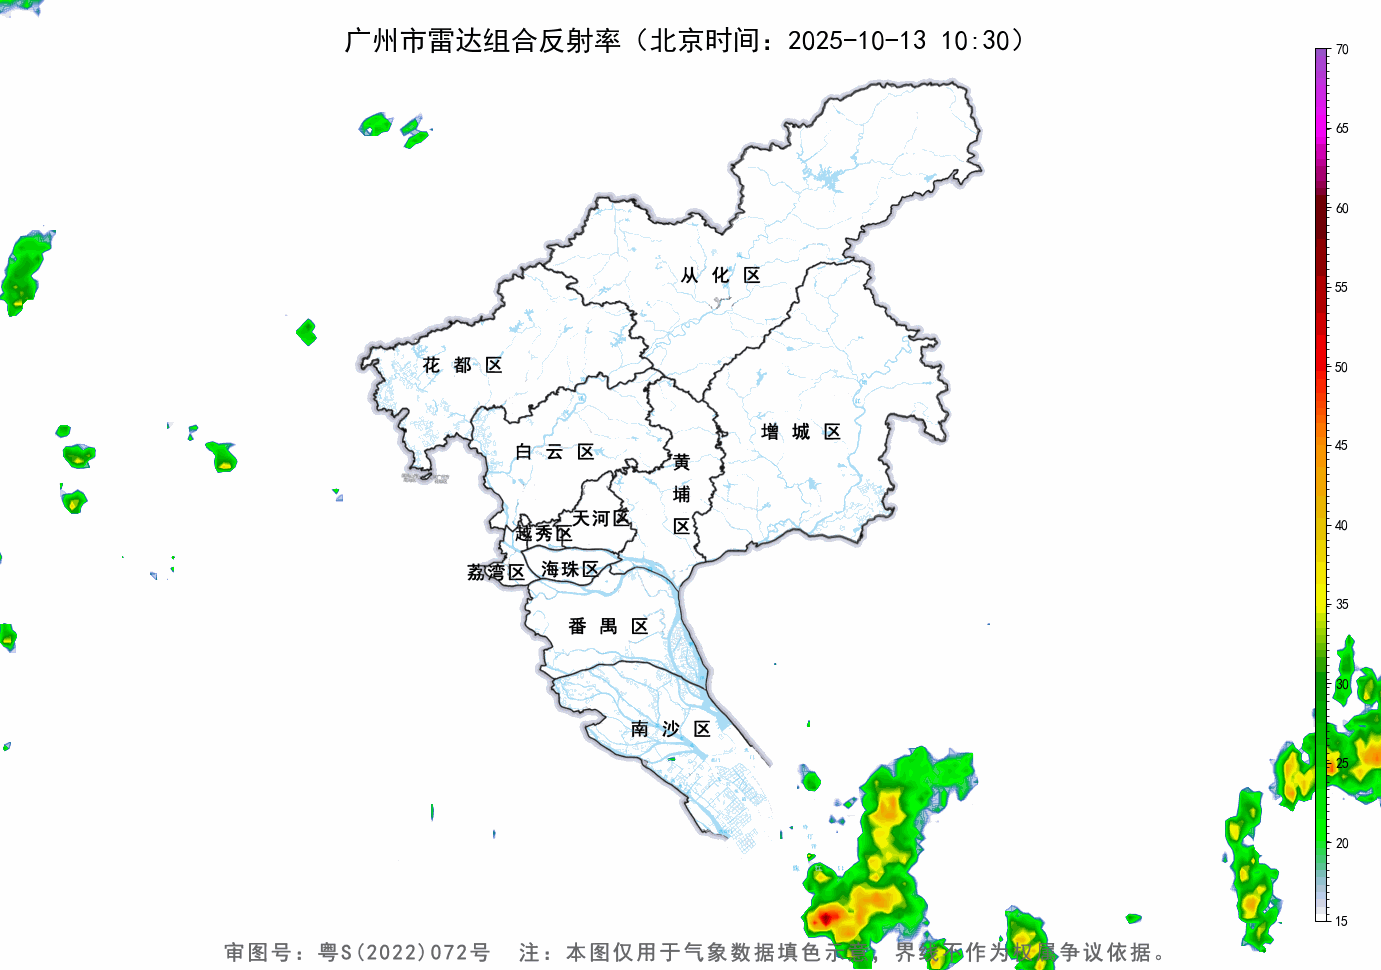 广州市雷达组合反射率（北京时间：2025-10-13 10:30）
70
65
60
55
50
45
40
35
30
25
20
15
从化区
花都区
增城区
白云区
黄埔区
天河区
越秀区
荔湾区
海珠区
番禺区
南沙区
审图号：粤S(2022)072号 注：本图仅用于气象数据填色示意，界线不作为权属争议依据。